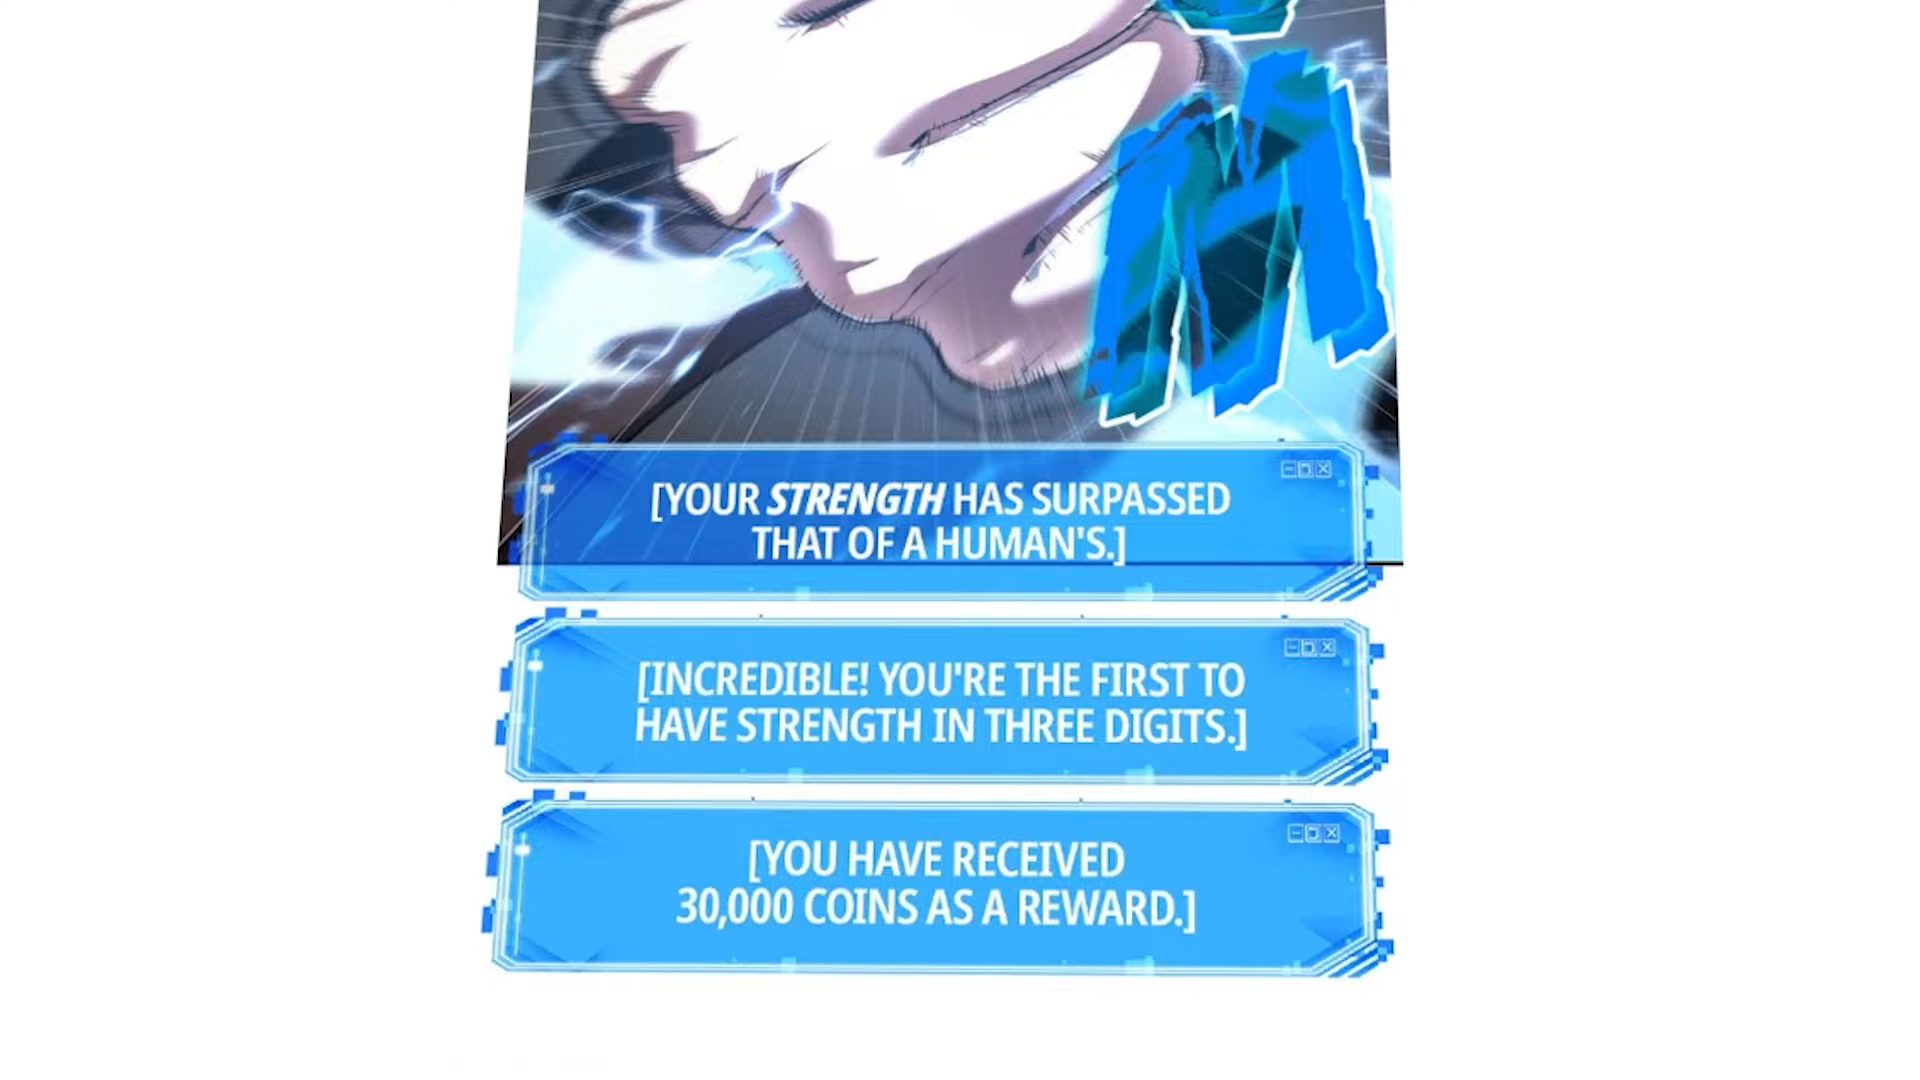 [YOUR STRENGTH HAS SURPASSED
THAT OF A HUMAN'S.]
[INCREDIBLE! YOU'RE THE FIRST TO
HAVE STRENGTH IN THREE DIGITS.]
[YOU HAVE RECEIVED
30,000 COINS AS A REWARD.]